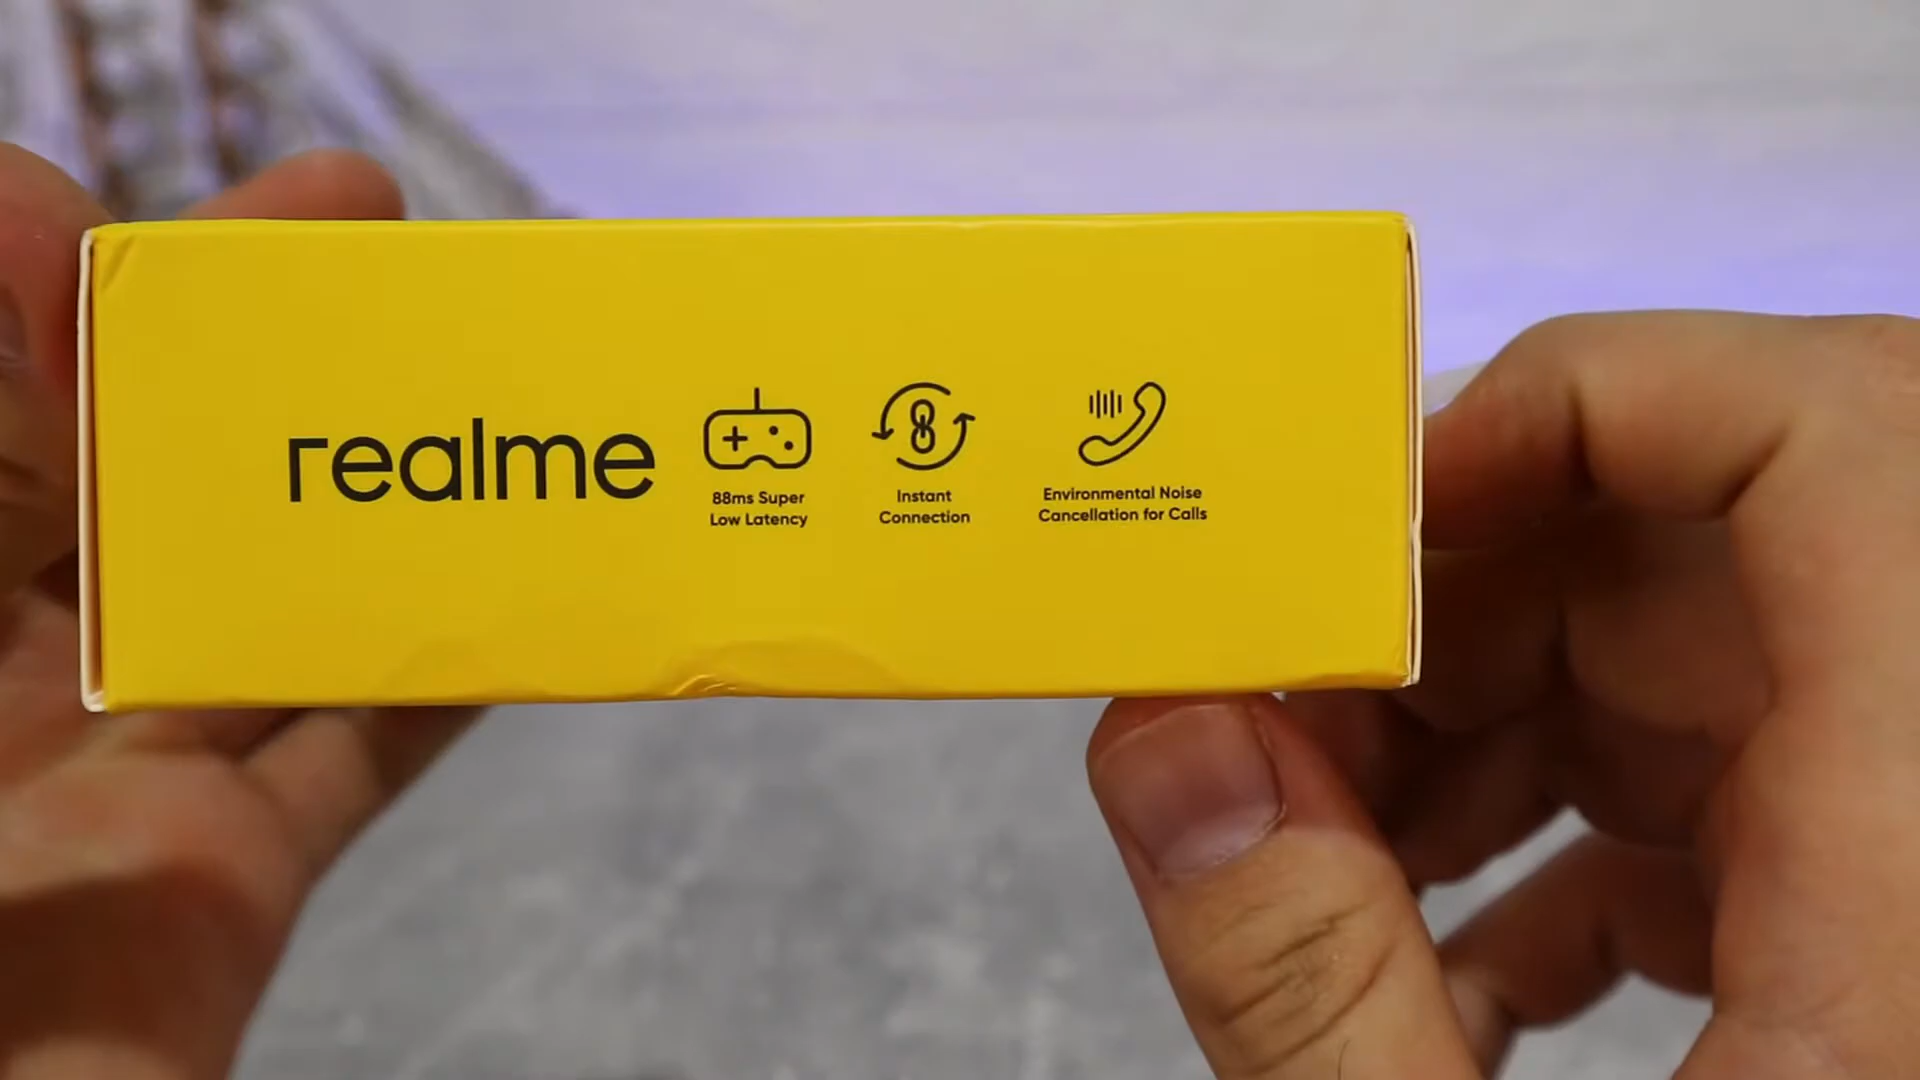 realme
88ms Super
Low Latency
Instant
Connection
Environmental Noise
Cancellation for Calls